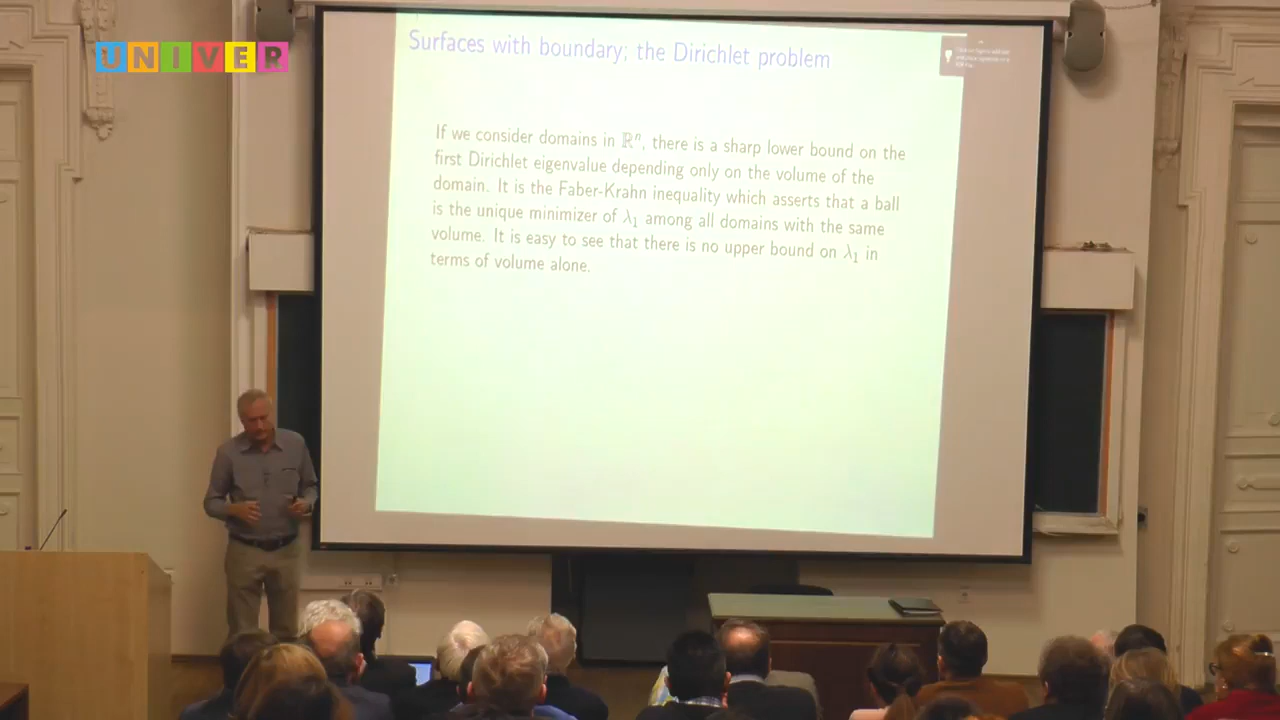 UNIVER
Surfaces with boundary; the Dirichlet problem
If we consider domains in ℝⁿ, there is a sharp lower bound on the
first Dirichlet eigenvalue depending only on the volume of the
domain. It is the Faber-Krahn inequality which asserts that a ball
is the unique minimizer of λ₁ among all domains with the same
volume. It is easy to see that there is no upper bound on λ₁ in
terms of volume alone.